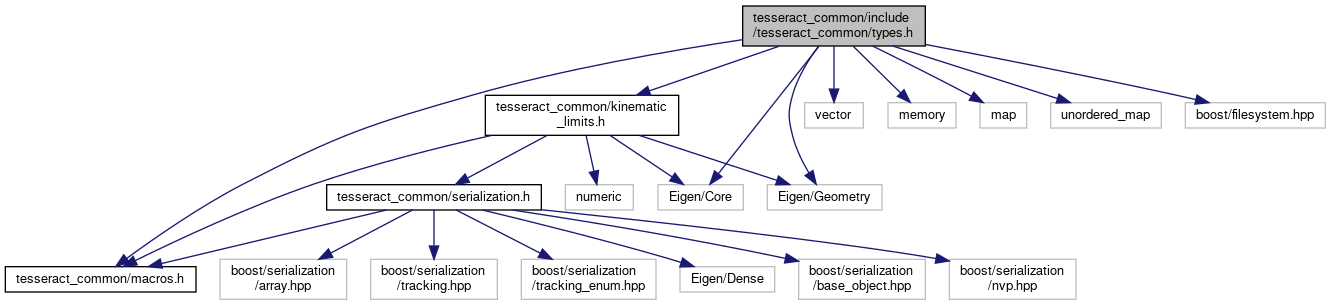 tesseract_common/include
/tesseract_common/types.h
tesseract_common/kinematic
_limits.h
vector
memory
map
unordered_map
boost/filesystem.hpp
tesseract_common/serialization.h
numeric
Eigen/Core
Eigen/Geometry
tesseract_common/macros.h
boost/serialization
/array.hpp
boost/serialization
/tracking.hpp
boost/serialization
/tracking_enum.hpp
Eigen/Dense
boost/serialization
/base_object.hpp
boost/serialization
/nvp.hpp